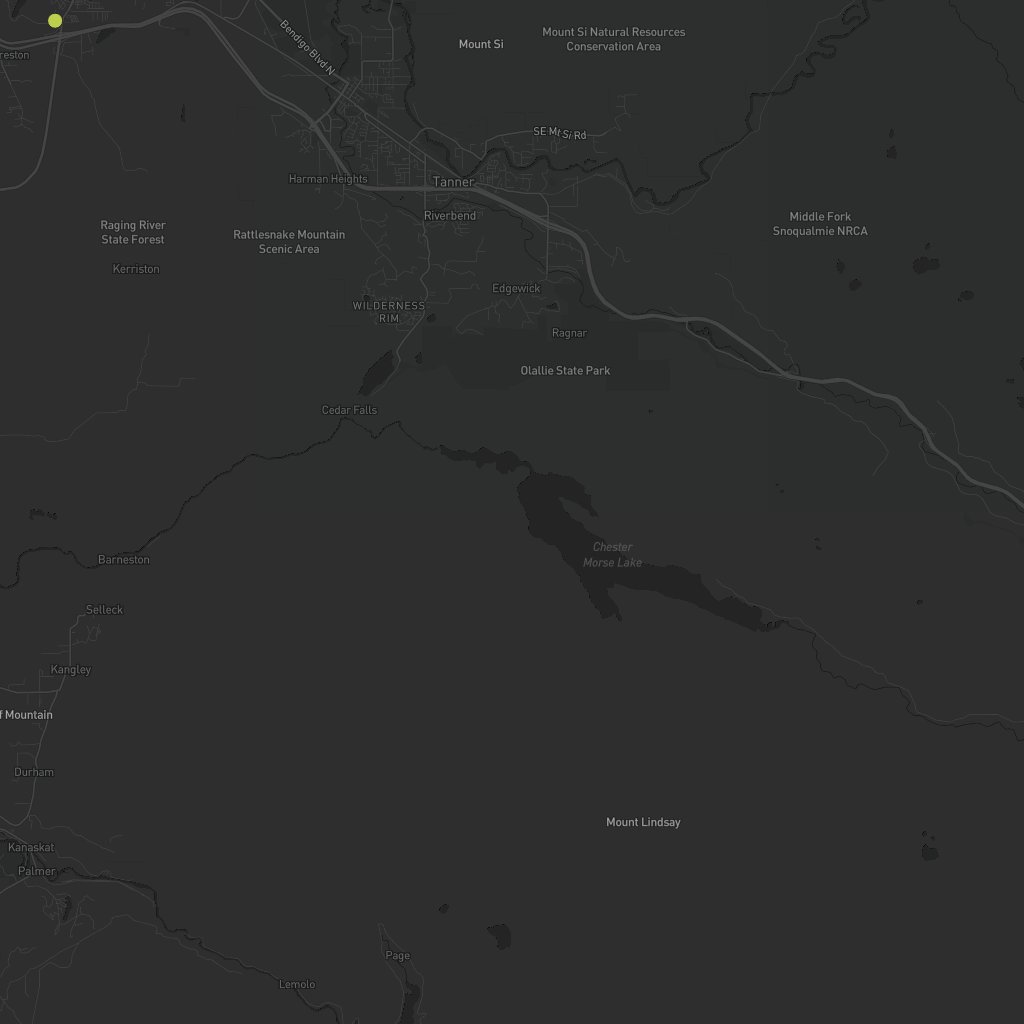 Bendigo Blvd N
Mount Si
Mount Si Natural Resources
Conservation Area
reston
SE Mt Si Rd
Harman Heights
Tanner
Riverbend
Raging River
State Forest
Rattlesnake Mountain
Scenic Area
Middle Fork
Snoqualmie NRCA
Kerriston
Edgewick
WILDERNESS
RIM
Ragnar
Olallie State Park
Cedar Falls
Chester
Morse Lake
Barneston
Selleck
Kangley
f Mountain
Durham
Mount Lindsay
Kanaskat
Palmer
Page
Lemolo